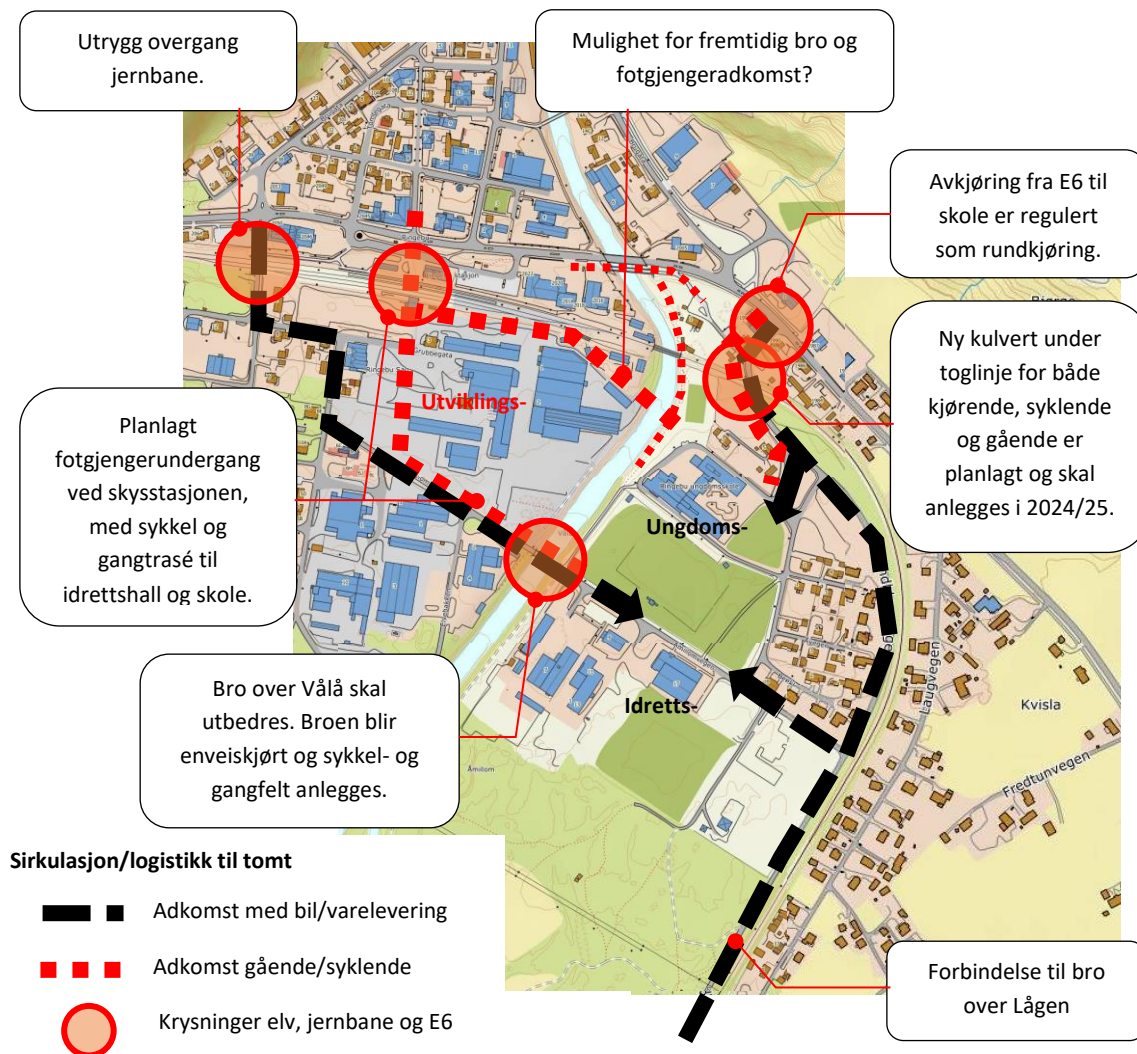 Utrygg overgang
jernbane.
Mulighet for fremtidig bro og
fotgjengeradkomst?
Avkjøring fra E6 til
skole er regulert
som rundkjøring.
Ny kulvert under
toglinje for både
kjørende, syklende
og gående er
planlagt og skal
anlegges i 2024/25.
Planlagt
fotgjengerundergang
ved skysstasjonen,
med sykkel og
gangtrasé til
idrettshall og skole.
Utviklings-
Ringebu ungdomsskole
Ungdoms-
Idretts-
Bro over Vålå skal
utbedres. Broen blir
enveiskjørt og sykkel- og
gangfelt anlegges.
Laugvegen
Kvisla
Fredtunvegen
Åmillom
Sirkulasjon/logistikk til tomt
Adkomst med bil/varelevering
Adkomst gående/syklende
Krysninger elv, jernbane og E6
Forbindelse til bro
over Lågen